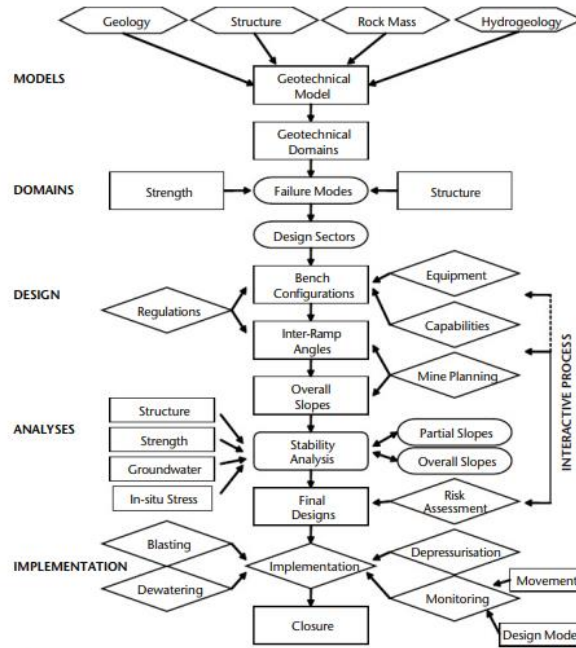 Geology
Structure
Rock Mass
Hydrogeology
MODELS
Geotechnical
Model
Geotechnical
Domains
DOMAINS
Strength
Failure Modes
Structure
Design Sectors
DESIGN
Regulations
Bench
Configurations
Equipment
Capabilities
Inter-Ramp
Angles
Mine Planning
Overall
Slopes
INTERACTIVE PROCESS
ANALYSES
Structure
Strength
Groundwater
In-situ Stress
Stability
Analysis
Partial Slopes
Overall Slopes
Final
Designs
Risk
Assessment
IMPLEMENTATION
Blasting
Dewatering
Implementation
Depressurisation
Monitoring
Movement
Design Model
Closure